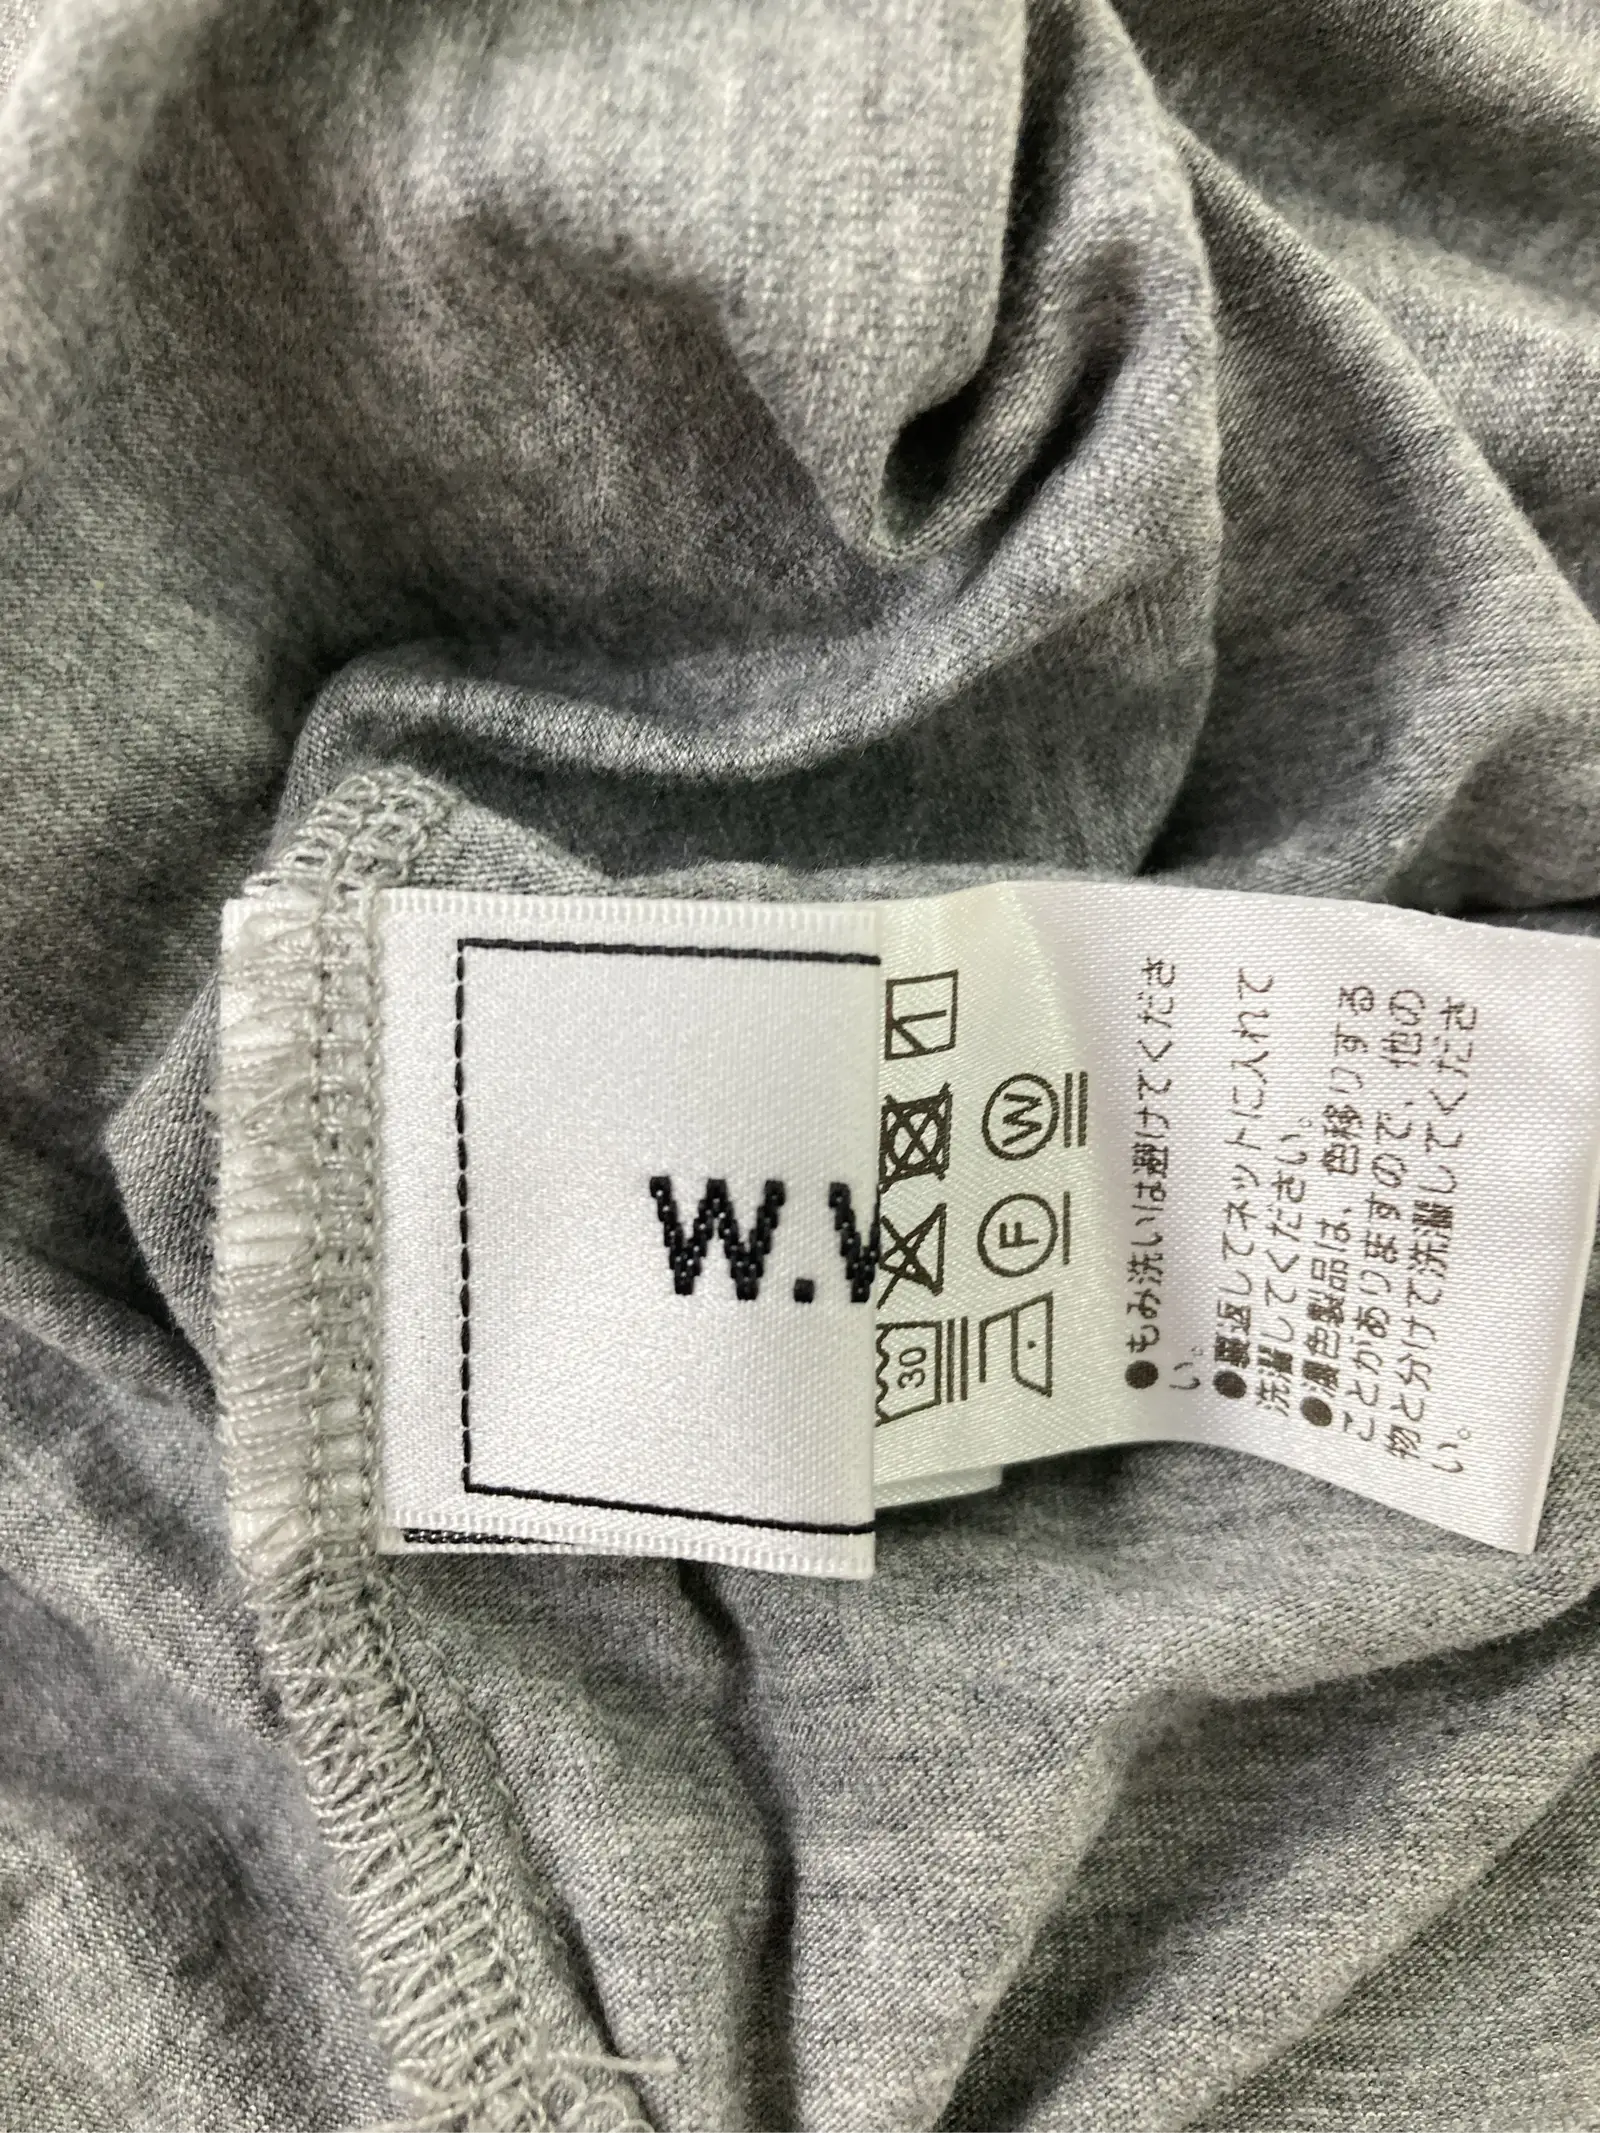 W.V
30
F
W
●もみ洗いは避けてくださ
い。
●裏返してネットに入れて
洗濯してください。
●濃色製品は、色移りする
ことがありますので、他の
物と分けて洗濯してくださ
い。